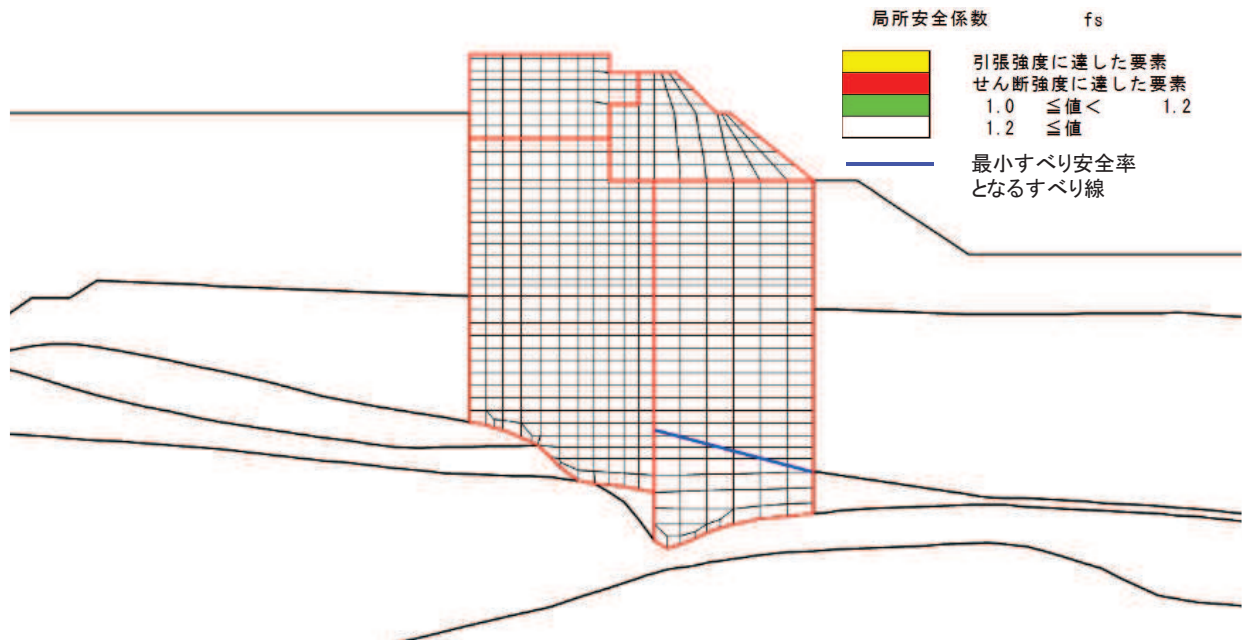 局所安全係数 fs
引張強度に達した要素
せん断強度に達した要素
1.0 ≦値< 1.2
1.2 ≦値
最小すべり安全率
となるすべり線